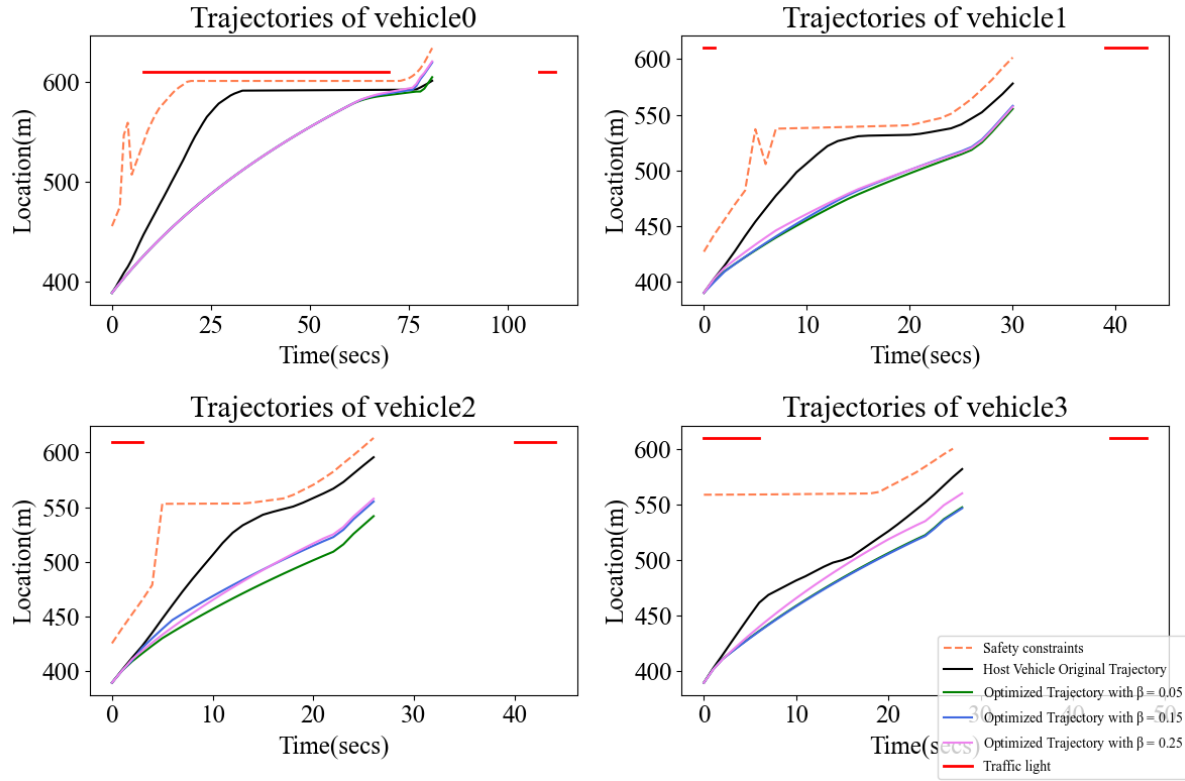 Trajectories of vehicle0
Trajectories of vehicle1
600
500
400
Location(m)
0 25 50 75 100
Time(secs)
600
550
500
450
400
Location(m)
0 10 20 30 40
Time(secs)
Trajectories of vehicle2
Trajectories of vehicle3
600
550
500
450
400
Location(m)
0 10 20 30 40
Time(secs)
600
550
500
450
400
Location(m)
0 10 20 30 40 50
Time(secs)
Safety constraints
Host Vehicle Original Trajectory
Optimized Trajectory with β = 0.05
Optimized Trajectory with β = 0.15
Optimized Trajectory with β = 0.25
Traffic light